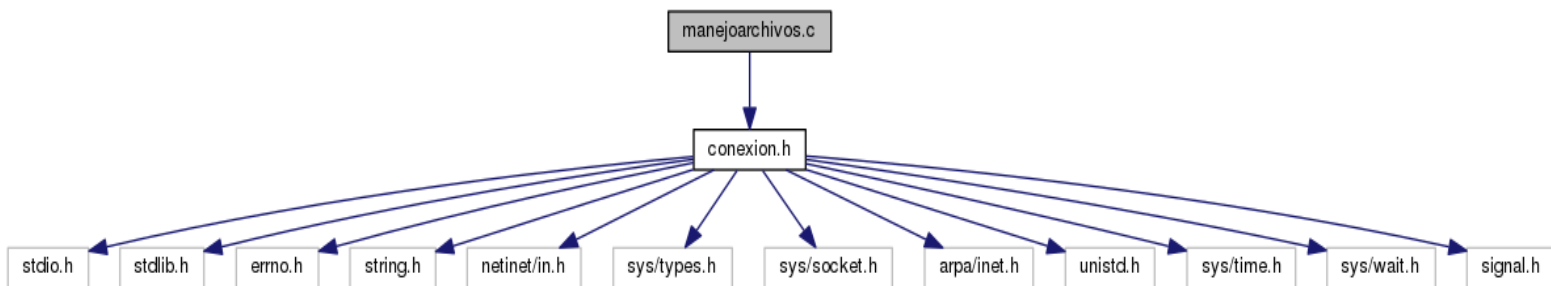 manejoarchivos.c
conexion.h
stdio.h
stdlib.h
errno.h
string.h
netinet/in.h
sys/types.h
sys/socket.h
arpa/inet.h
unistd.h
sys/time.h
sys/wait.h
signal.h